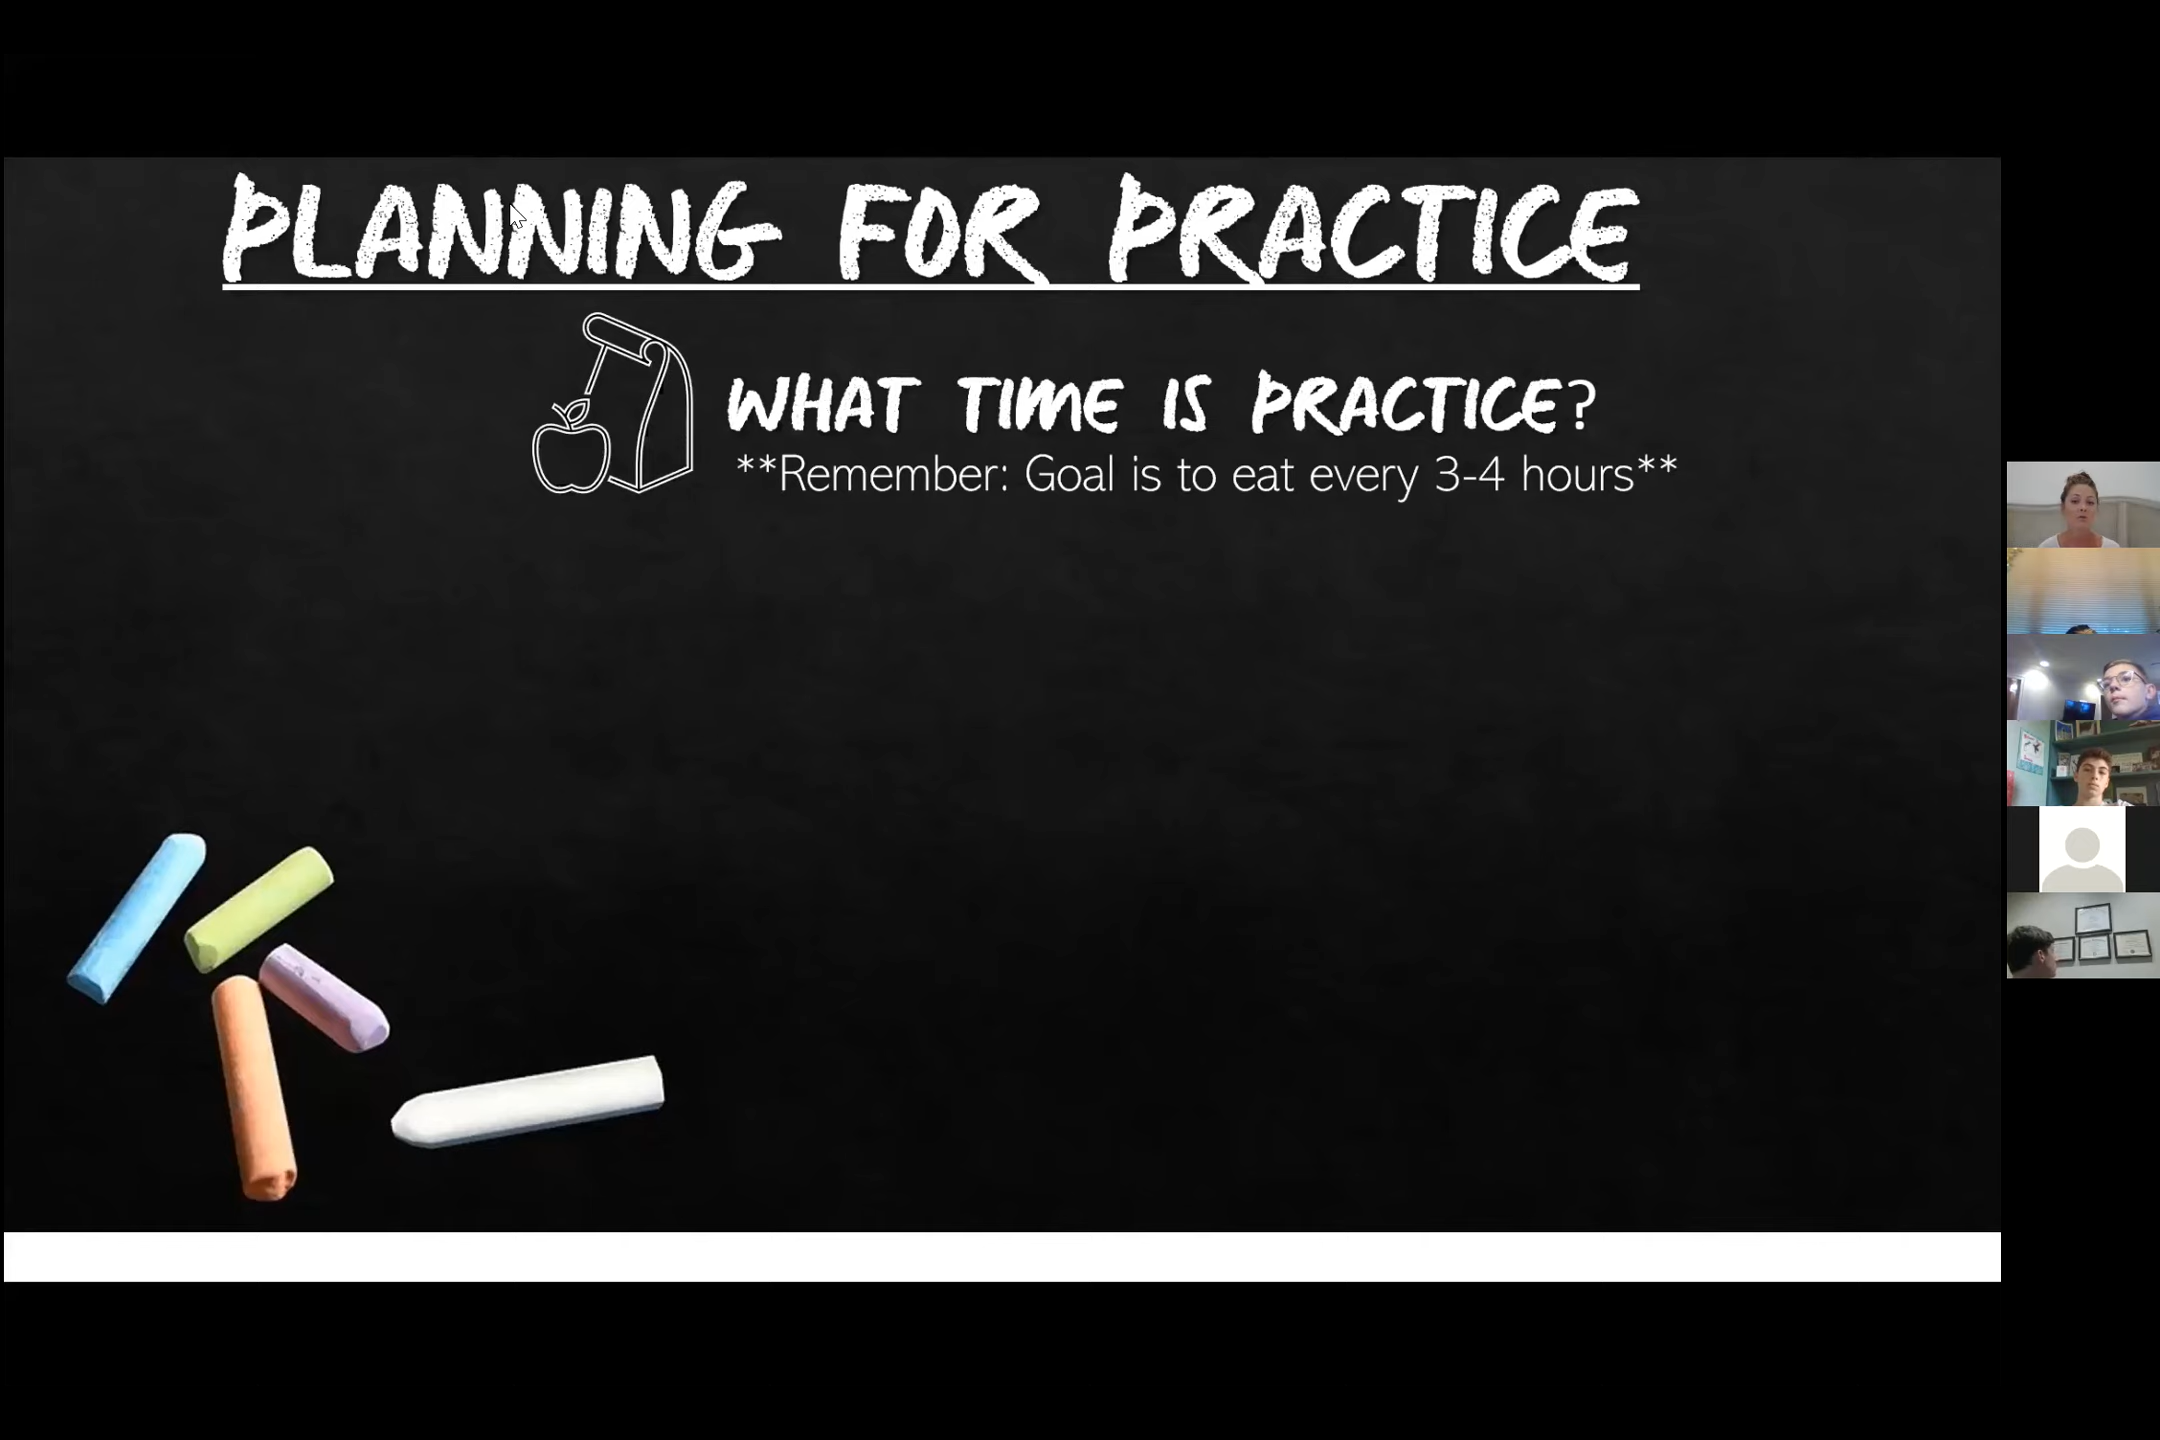 PLANNING FOR PRACTICE
WHAT TIME IS PRACTICE?
**Remember: Goal is to eat every 3-4 hours**